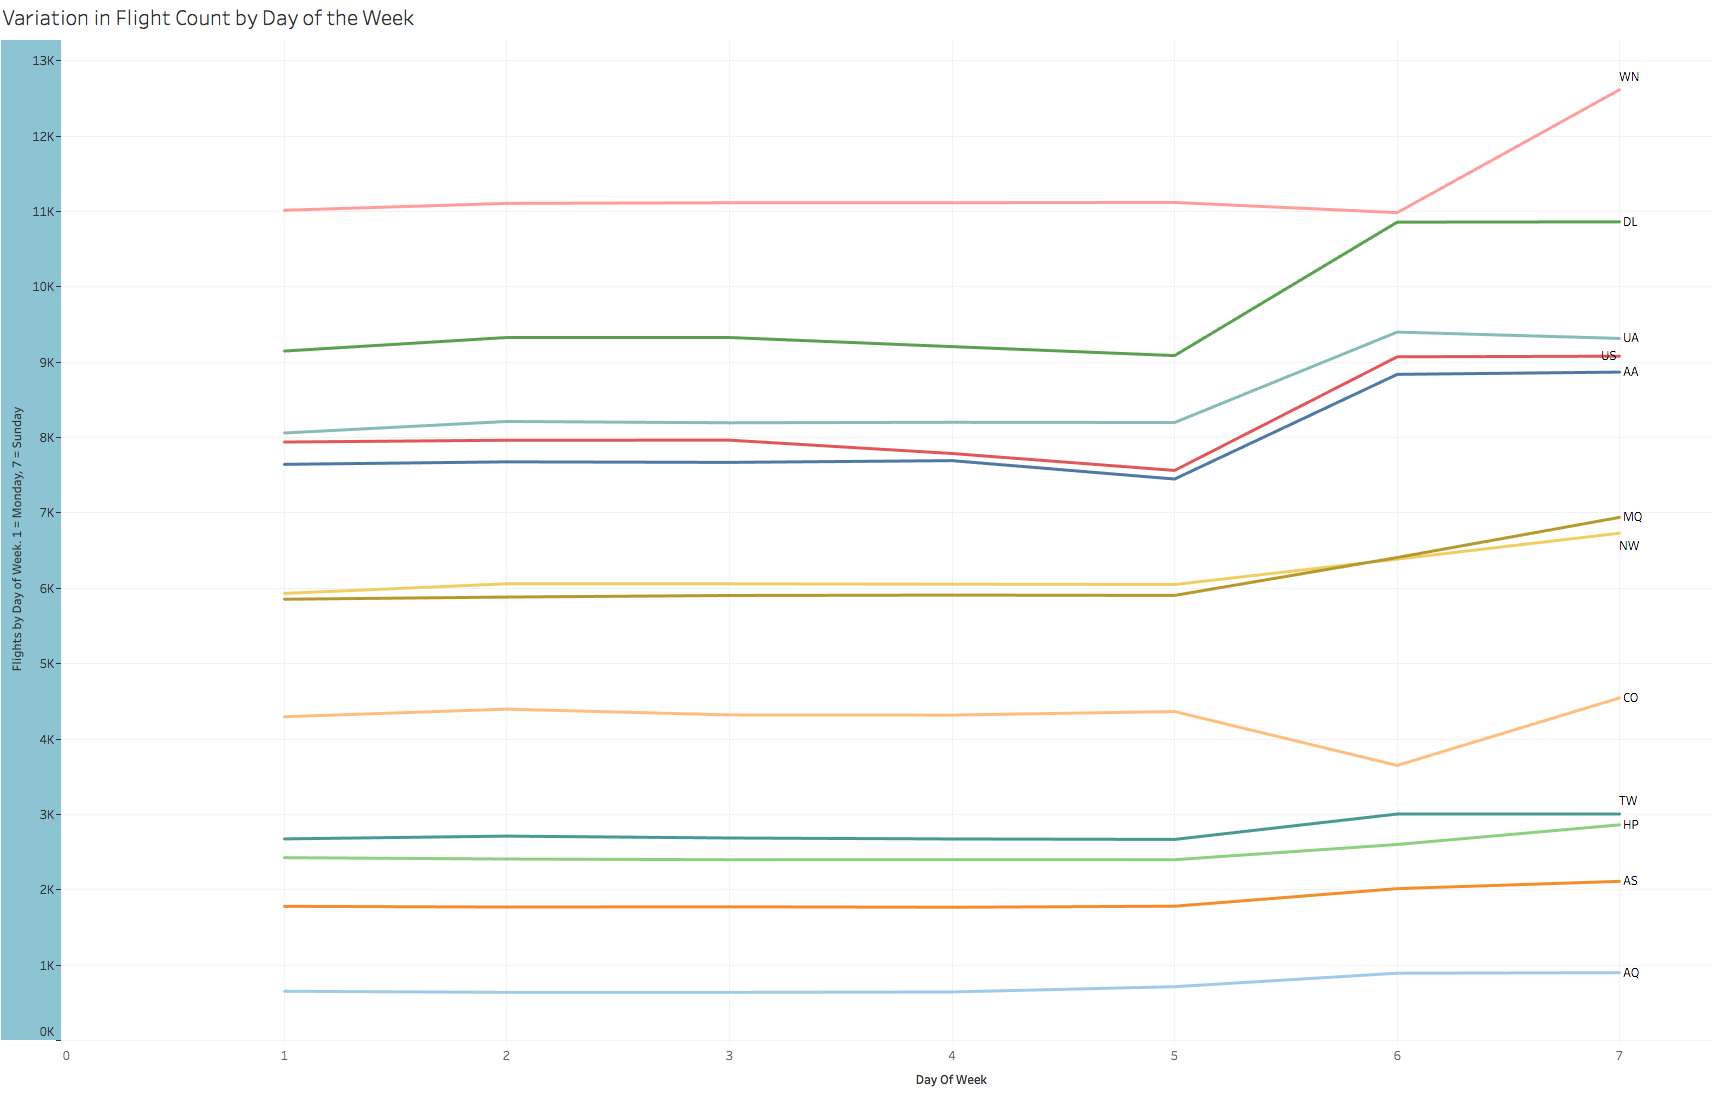 Variation in Flight Count by Day of the Week
Flights by Day of Week. 1 = Monday, 7 = Sunday
13K
12K
11K
10K
9K
8K
7K
6K
5K
4K
3K
2K
1K
0K
WN
DL
UA
US
AA
MQ
NW
CO
TW
HP
AS
AQ
0 1 2 3 4 5 6 7
Day Of Week